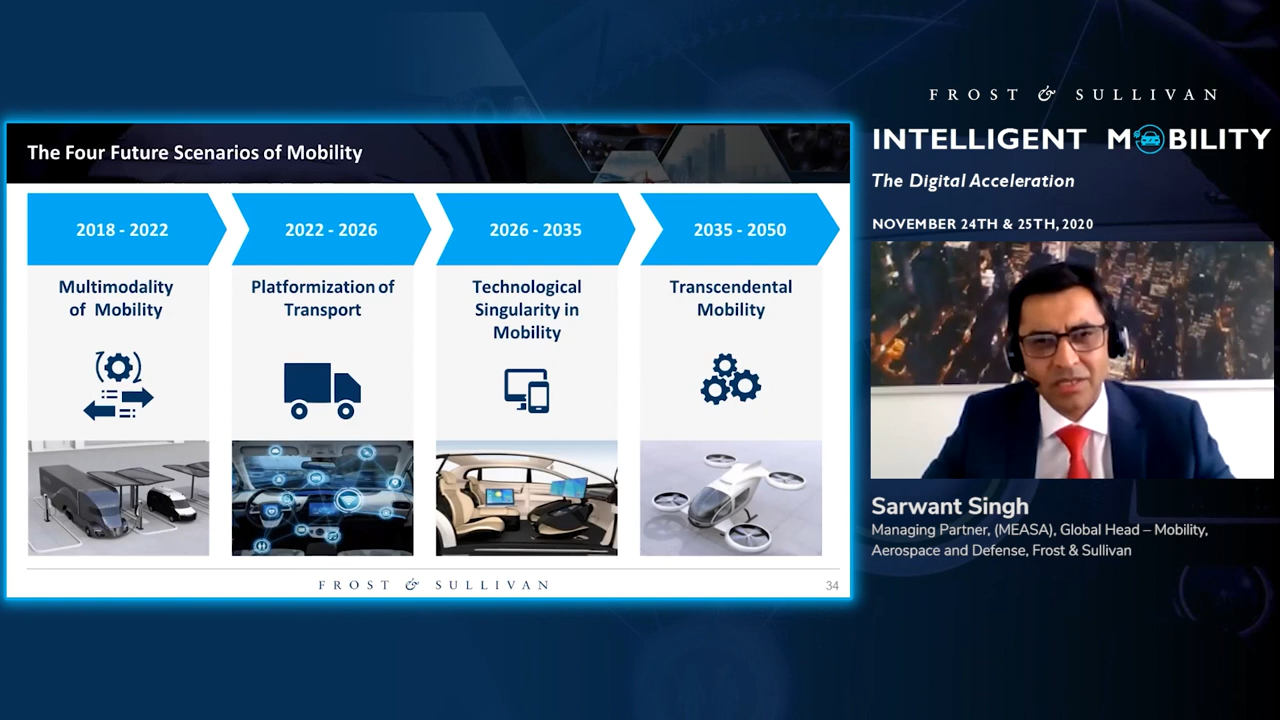 The Four Future Scenarios of Mobility
2018 - 2022
2022 - 2026
2026 - 2035
2035 - 2050
Multimodality
of Mobility
Platformization of
Transport
Technological
Singularity in
Mobility
Transcendental
Mobility
FROST & SULLIVAN
34
FROST & SULLIVAN
INTELLIGENT MOBILITY
The Digital Acceleration
NOVEMBER 24TH & 25TH, 2020
Sarwant Singh
Managing Partner, (MEASA), Global Head – Mobility,
Aerospace and Defense, Frost & Sullivan